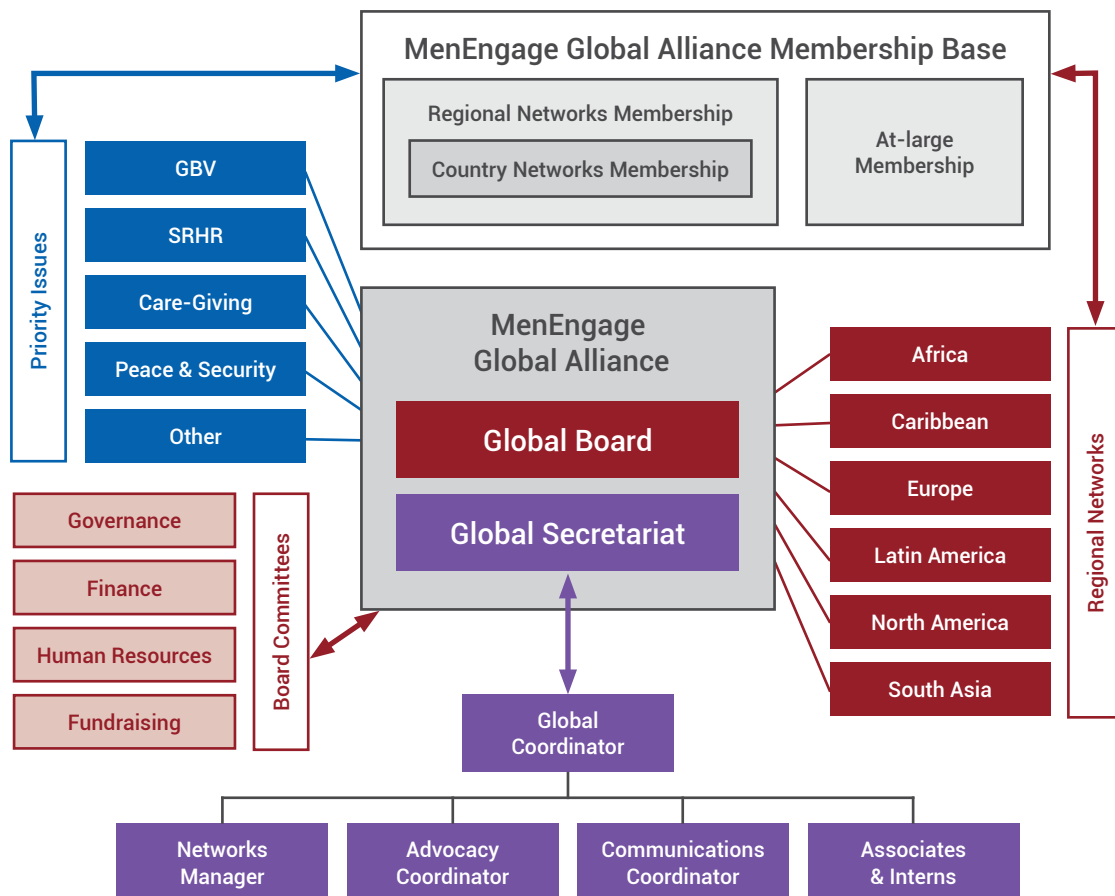 MenEngage Global Alliance Membership Base
Regional Networks Membership
Country Networks Membership
At-large
Membership
Priority Issues
GBV
SRHR
Care-Giving
Peace & Security
Other
MenEngage
Global Alliance
Global Board
Global Secretariat
Africa
Caribbean
Europe
Latin America
North America
South Asia
Regional Networks
Governance
Finance
Human Resources
Fundraising
Board Committees
Global
Coordinator
Networks
Manager
Advocacy
Coordinator
Communications
Coordinator
Associates
& Interns